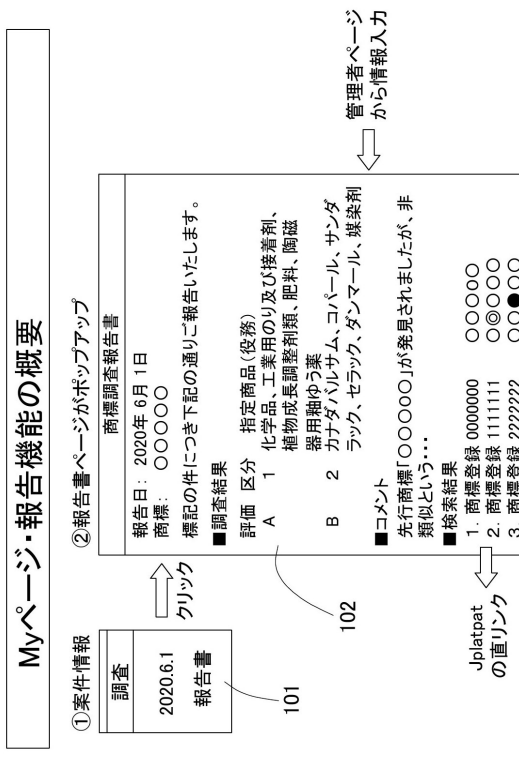 Myページ・報告機能の概要
①案件情報
調査
2020.6.1
報告書
101
クリック
②報告書ページがポップアップ
商標調査報告書
報告日: 2020年 6月 1日
商標: 〇〇〇〇〇
標記の件につき下記の通りご報告いたします。
■調査結果
評価 区分 指定商品(役務)
A 1 化学品、工業用のり及び接着剤、
植物成長調整剤類、肥料、陶磁
器用釉ゆう薬
B 2 カナダバルサム、コパール、サンダ
ラック、セラック、ダンマール、媒染剤
■コメント
先行商標「〇〇〇〇〇」が発見されましたが、非
類似という・・・
■検索結果
1. 商標登録 0000000 〇〇〇〇〇
2. 商標登録 1111111 〇◎〇〇〇
3 商標登録 2222222 〇〇●〇〇
102
Jplatpat
の直リンク
管理者ページ
から情報入力